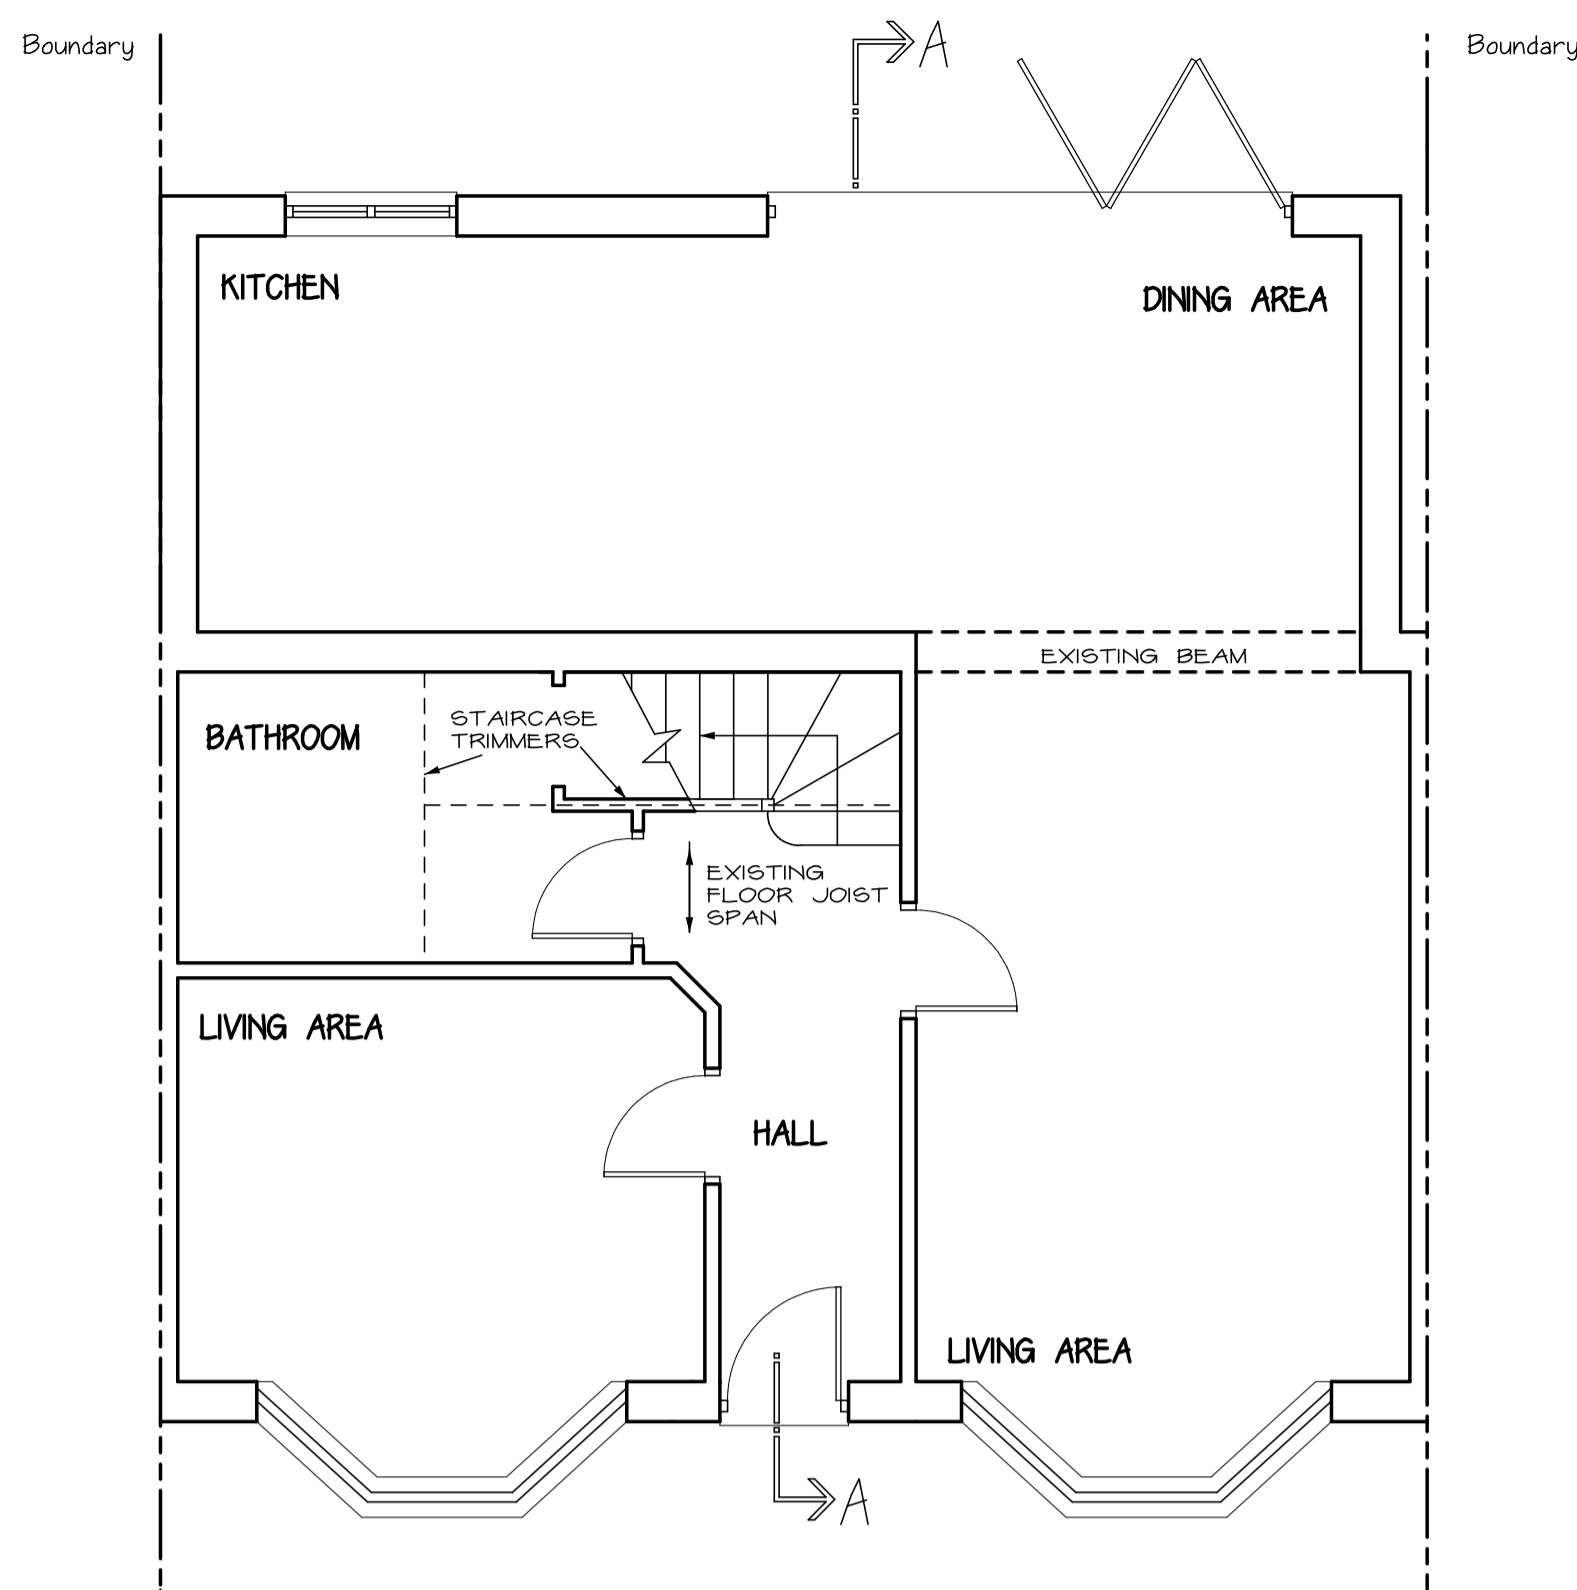 Boundary
A
Boundary
KITCHEN
DINING AREA
EXISTING BEAM
BATHROOM
STAIRCASE
TRIMMERS
EXISTING
FLOOR JOIST
SPAN
LIVING AREA
HALL
LIVING AREA
A